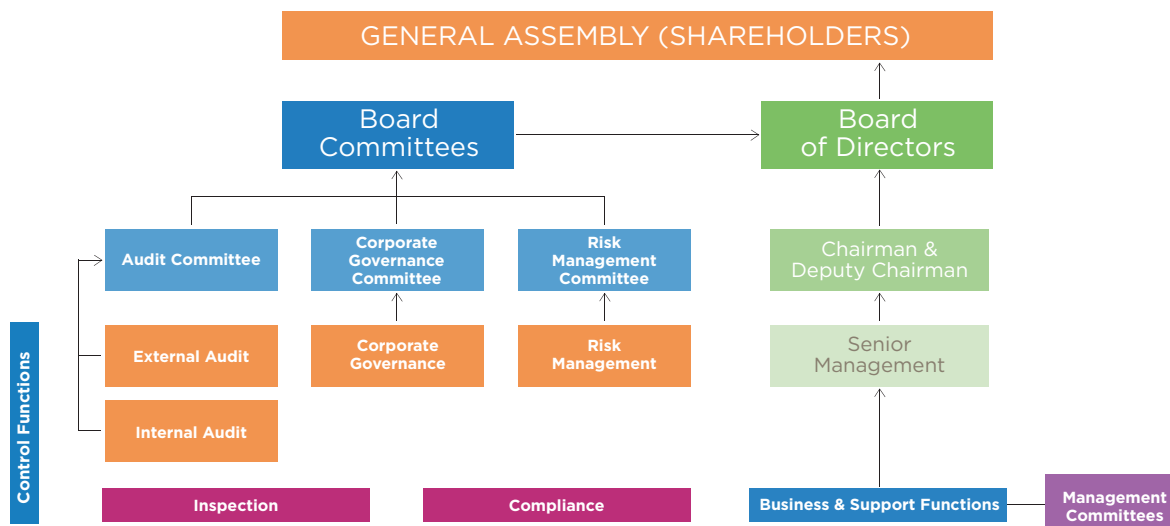 GENERAL ASSEMBLY (SHAREHOLDERS)
Board
Committees
Board
of Directors
Audit Committee
Corporate
Governance
Committee
Risk
Management
Committee
Chairman &
Deputy Chairman
External Audit
Corporate
Governance
Risk
Management
Senior
Management
Internal Audit
Control Functions
Inspection
Compliance
Business & Support Functions
Management
Committees